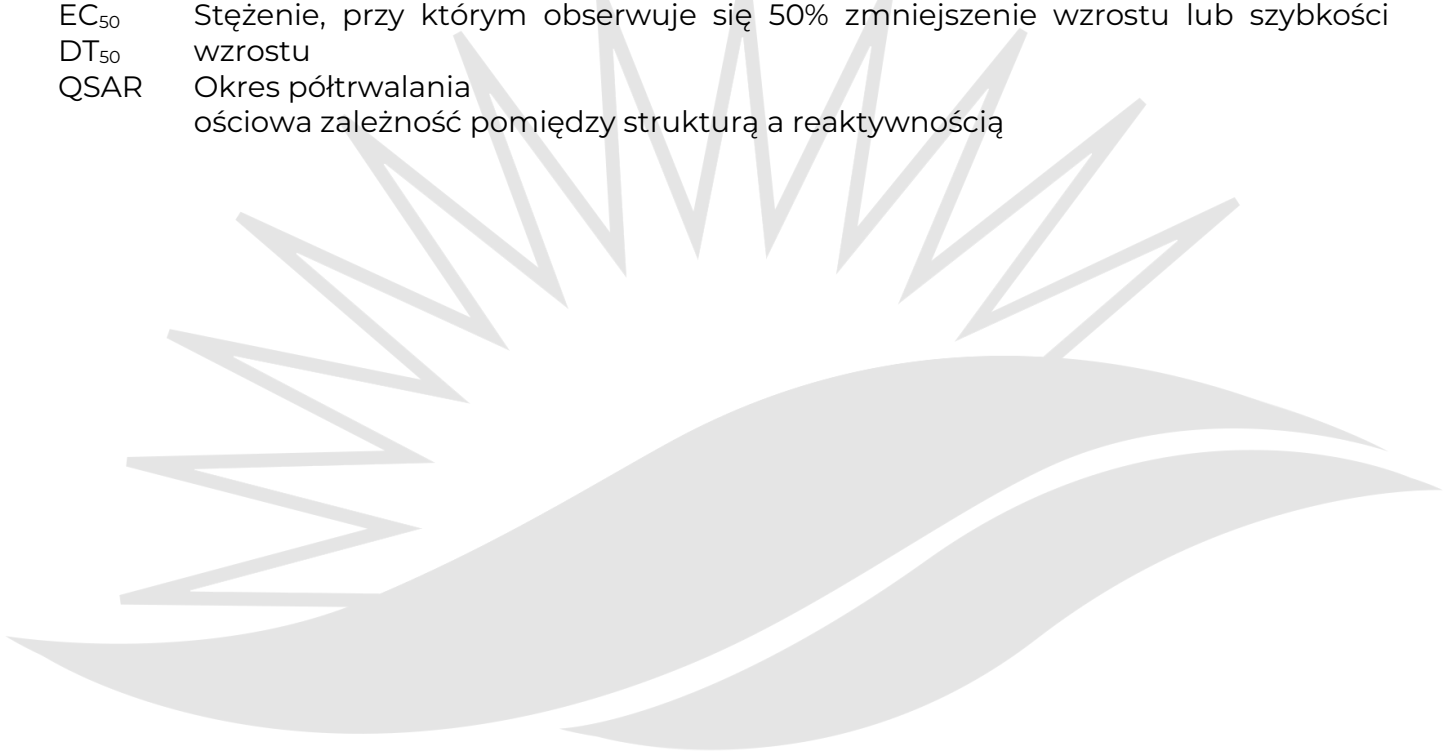 EC₅₀ Stężenie, przy którym obserwuje się 50% zmniejszenie wzrostu lub szybkości
DT₅₀ wzrostu
QSAR Okres półtrwalania
ościowa zależność pomiędzy strukturą a reaktywnością